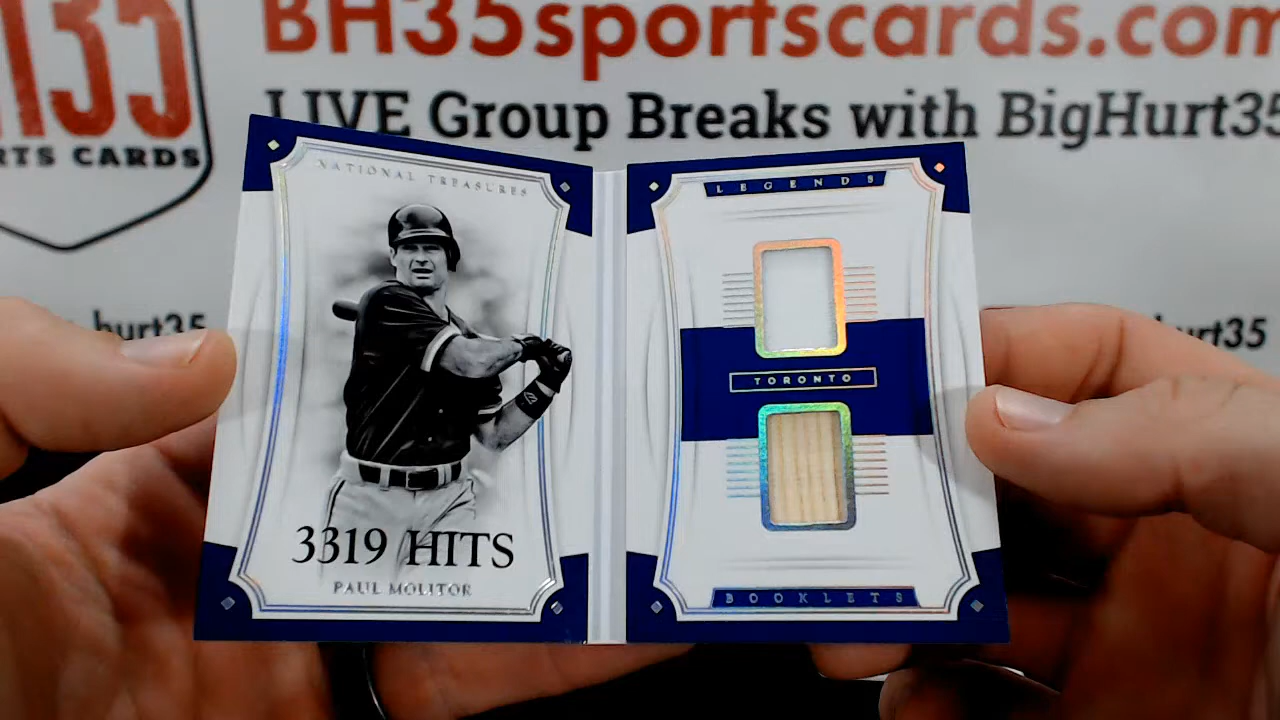 BH35sportscards.com
LIVE Group Breaks with BigHurt35
H35
RTS CARDS
hurt35
hurt35
NATIONAL TREASURES
3319 HITS
PAUL MOLITOR
LEGENDS
TORONTO
BOOKLETS